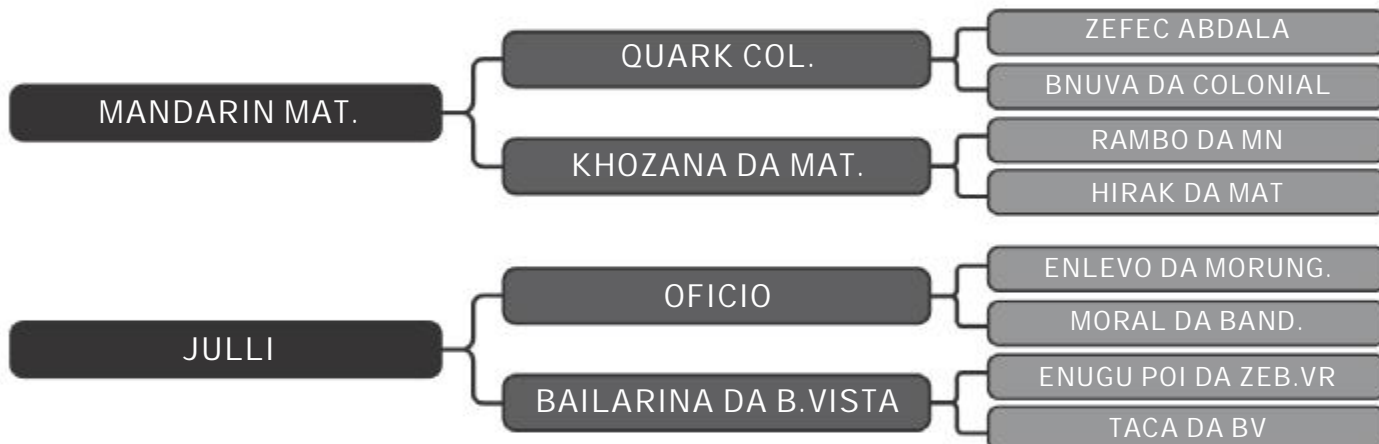 MANDARIN MAT.
QUARK COL.
ZEFEC ABDALA
BNUVA DA COLONIAL
KHOZANA DA MAT.
RAMBO DA MN
HIRAK DA MAT
JULLI
OFICIO
ENLEVO DA MORUNG.
MORAL DA BAND.
BAILARINA DA B.VISTA
ENUGU POI DA ZEB.VR
TACA DA BV